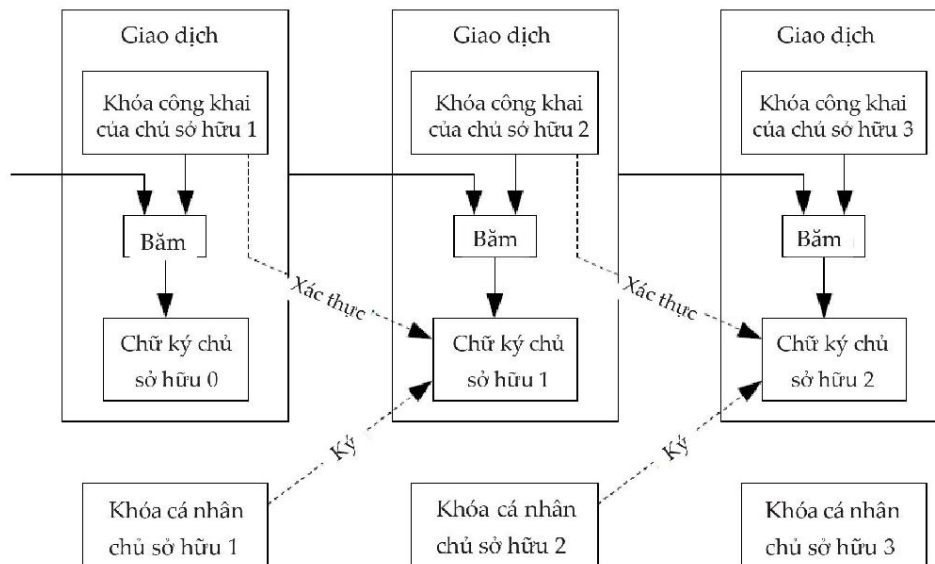 Giao dịch
Khóa công khai
của chủ sở hữu 1
Băm
Chữ ký chủ
sở hữu 0
Giao dịch
Khóa công khai
của chủ sở hữu 2
Băm
Chữ ký chủ
sở hữu 1
Giao dịch
Khóa công khai
của chủ sở hữu 3
Băm
Chữ ký chủ
sở hữu 2
Xác thực
Xác thực
Ký
Ký
Khóa cá nhân
chủ sở hữu 1
Khóa cá nhân
chủ sở hữu 2
Khóa cá nhân
chủ sở hữu 3